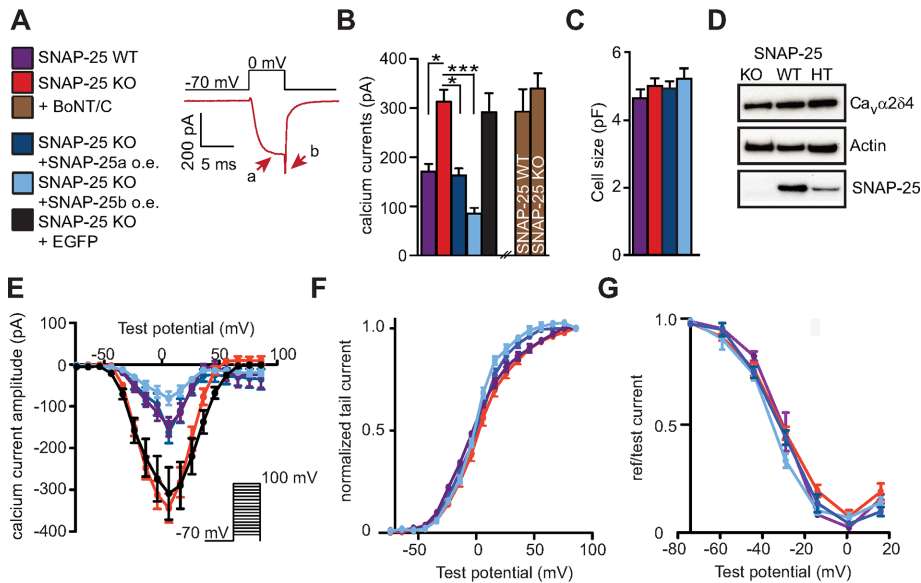 A
SNAP-25 WT
SNAP-25 KO
+ BoNT/C
SNAP-25 KO
+SNAP-25a o.e.
SNAP-25 KO
+SNAP-25b o.e.
SNAP-25 KO
+ EGFP
0 mV
-70 mV
200 pA
5 ms
a
b
B
calcium currents (pA)
400
300
200
100
0
*
***
*
SNAP-25 WT
SNAP-25 KO
C
Cell size (pF)
6
4
2
0
D
SNAP-25
KO WT HT
Cavα2δ4
Actin
SNAP-25
E
calcium current amplitude (pA)
Test potential (mV)
-50 0 50 100
100
0
-100
-200
-300
-400
100 mV
-70 mV
F
normalized tail current
1.0
0.5
0
-50 0 50 100
Test potential (mV)
G
ref/test current
1.0
0.5
0
-80 -60 -40 -20 0 20
Test potential (mV)